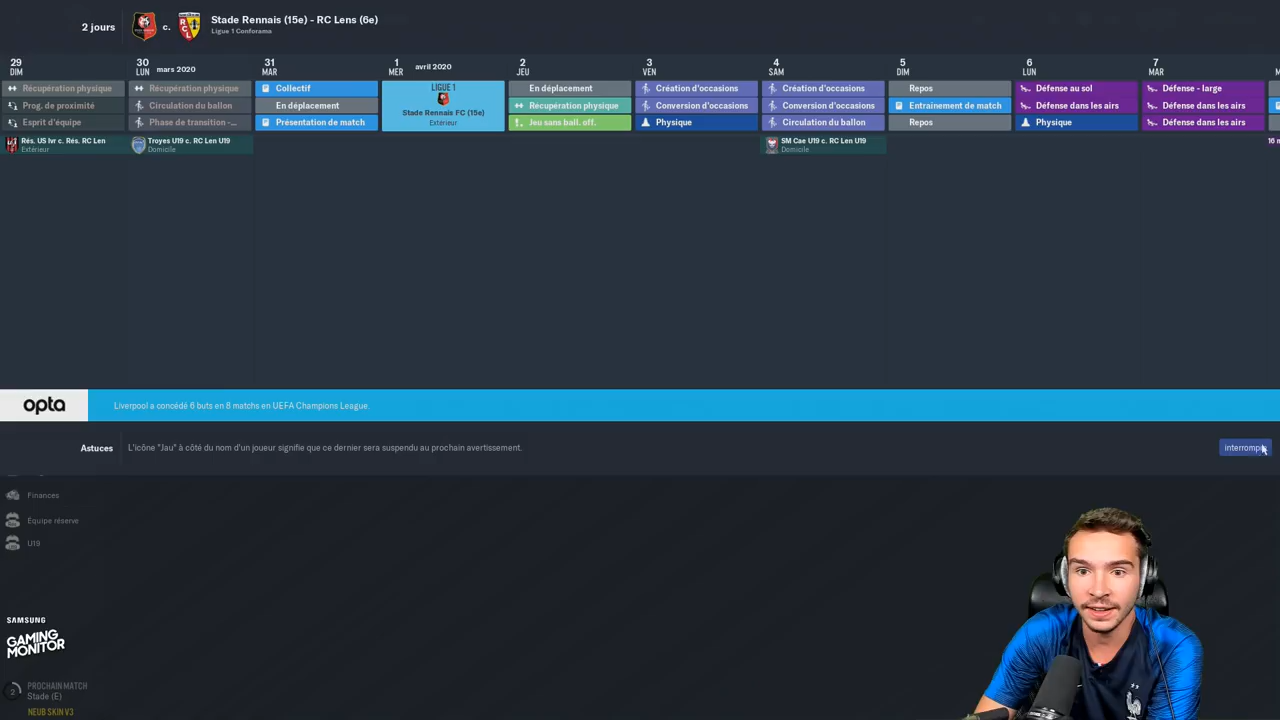 2 jours
c.
Stade Rennais (15e) - RC Lens (6e)
Ligue 1 Conforama
29
DIM
30
LUN
mars 2020
31
MAR
1
MER
avril 2020
2
JEU
3
VEN
4
SAM
5
DIM
6
LUN
7
MAR
Récupération physique
Prog. de proximité
Esprit d'équipe
Récupération physique
Circulation du ballon
Phase de transition -...
Collectif
En déplacement
Présentation de match
LIGUE 1
Stade Rennais FC (15e)
Extérieur
En déplacement
Récupération physique
Jeu sans ball. off.
Création d'occasions
Conversion d'occasions
Physique
Création d'occasions
Conversion d'occasions
Circulation du ballon
Repos
Entrainement de match
Repos
Défense au sol
Défense dans les airs
Physique
Défense - large
Défense dans les airs
Défense dans les airs
Rés. US Ivr c. Rés. RC Len
Extérieur
Troyes U19 c. RC Len U19
Domicile
SM Cae U19 c. RC Len U19
Domicile
16 m
opta
Liverpool a concédé 6 buts en 8 matchs en UEFA Champions League.
Astuces
L'icône "Jau" à côté du nom d'un joueur signifie que ce dernier sera suspendu au prochain avertissement.
Finances
Équipe réserve
U19
SAMSUNG
GAMING
MONITOR
2
PROCHAIN MATCH
Stade (E)
NEUB SKIN V3